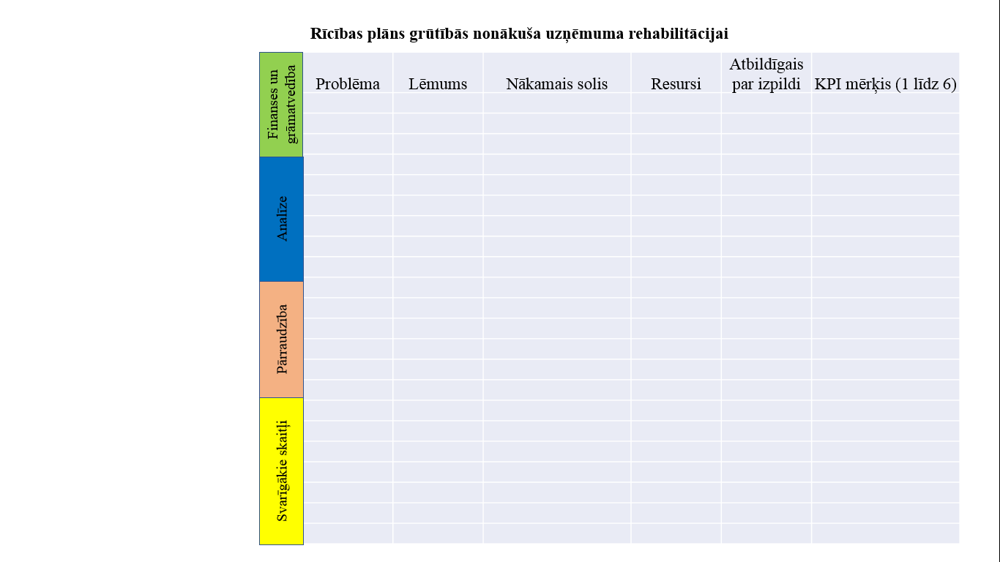 Rīcības plāns grūtībās nonākuša uzņēmuma rehabilitācijai
Finanses un
grāmatvedība
Problēma
Lēmums
Nākamais solis
Resursi
Atbildīgais
par izpildi
KPI mērķis (1 līdz 6)
Analīze
Pārraudzība
Svarīgākie skaitļi